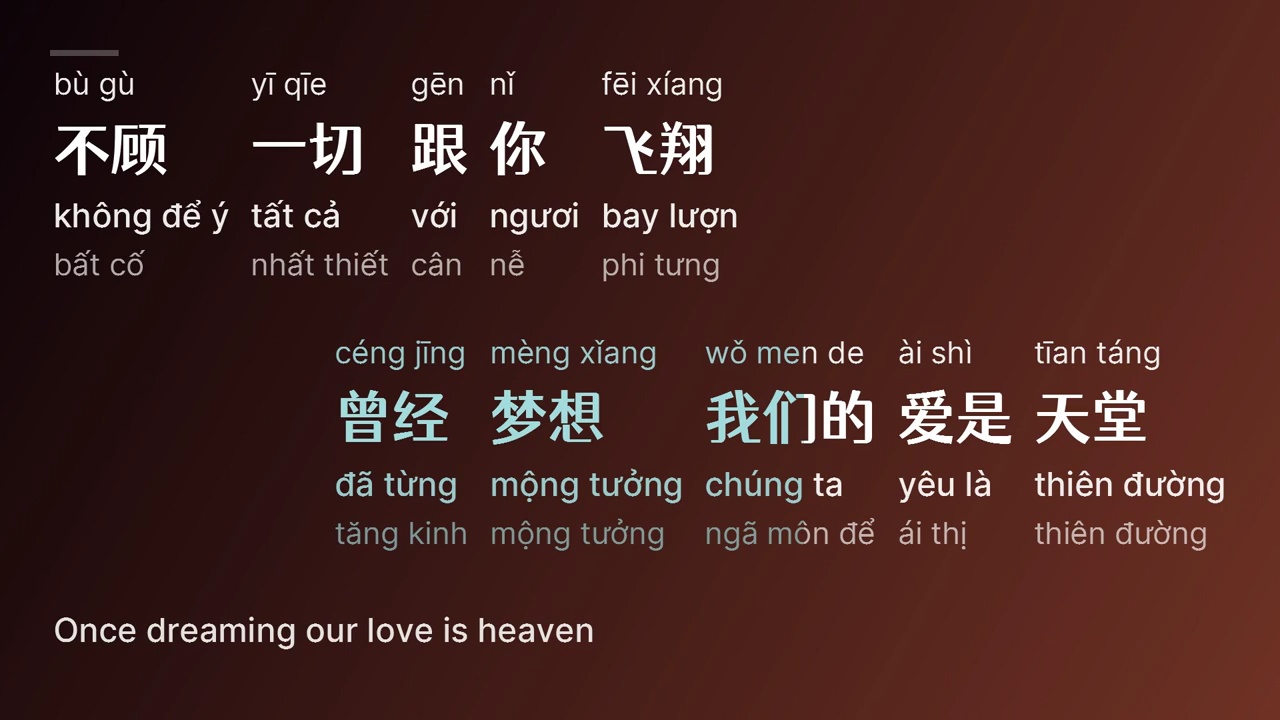 bù gù yī qīe gēn nǐ fēi xíang
不顾 一切 跟 你 飞翔
không để ý tất cả với ngươi bay lượn
bất cố nhất thiết cân nễ phi tưng
céng jīng mèng xǐang wǒ men de ài shì tīan táng
曾经 梦想 我们的 爱是 天堂
đã từng mộng tưởng chúng ta yêu là thiên đường
tăng kinh mộng tưởng ngã môn để ái thị thiên đường
Once dreaming our love is heaven